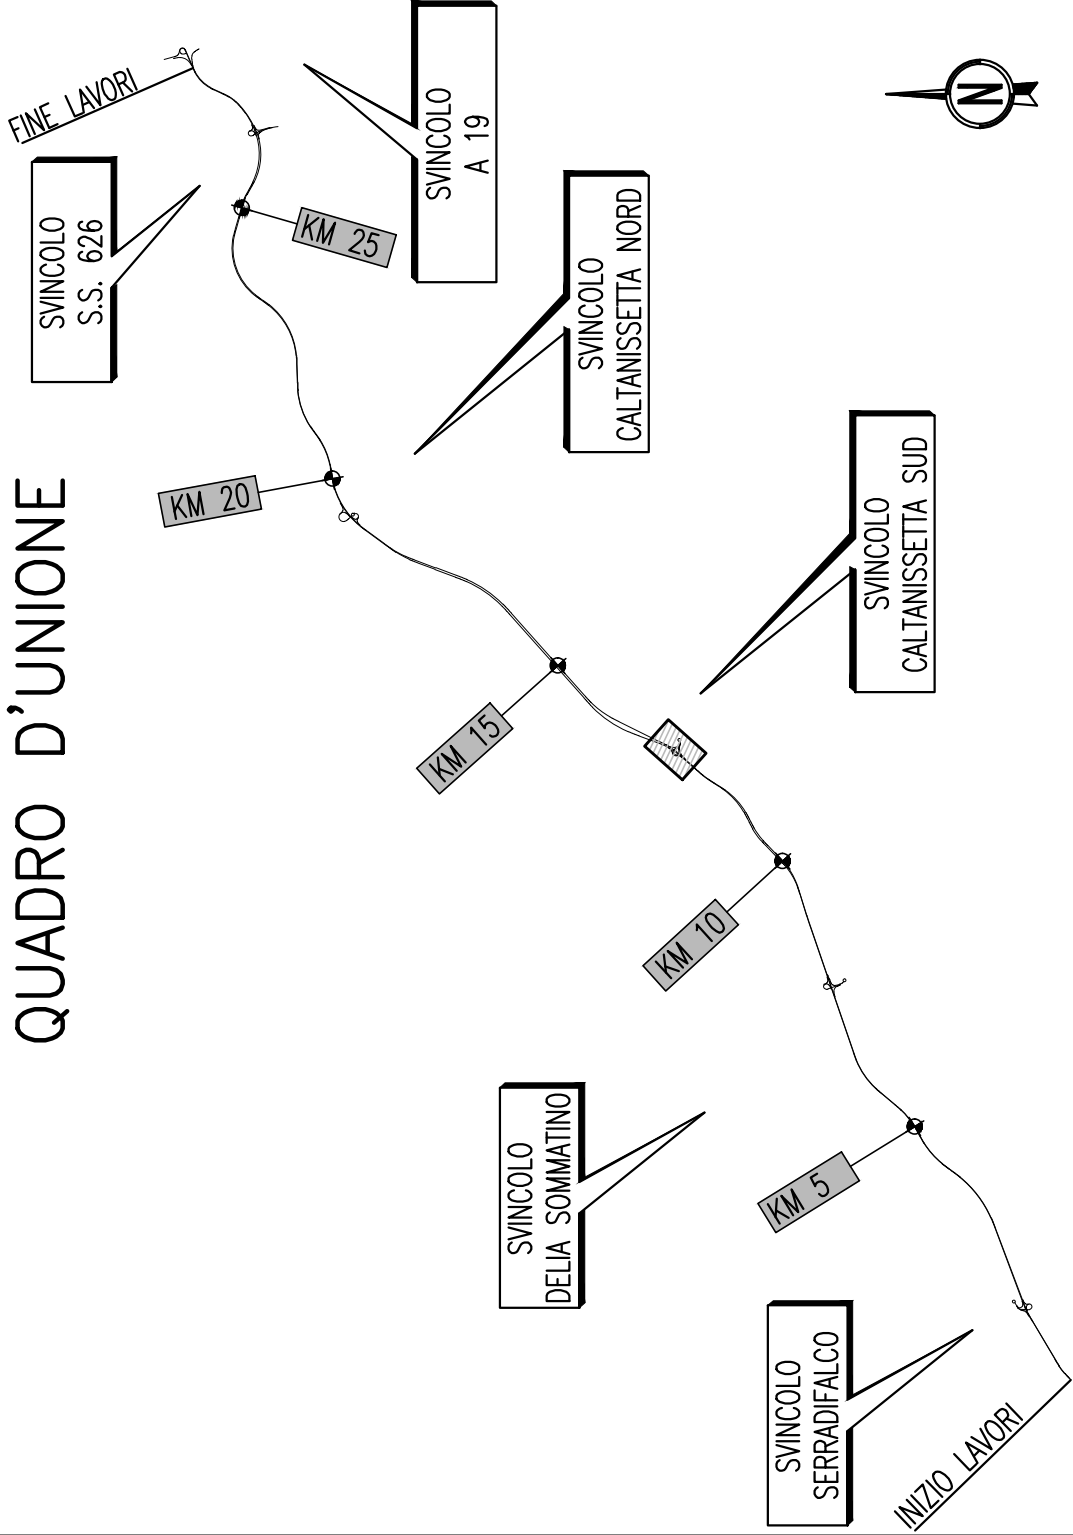 QUADRO D'UNIONE
INIZIO LAVORI
SVINCOLO
SERRADIFALCO
KM 5
SVINCOLO
DELIA SOMMATINO
KM 10
SVINCOLO
CALTANISSETTA SUD
KM 15
SVINCOLO
CALTANISSETTA NORD
KM 20
SVINCOLO
S.S. 626
KM 25
SVINCOLO
A 19
FINE LAVORI
N